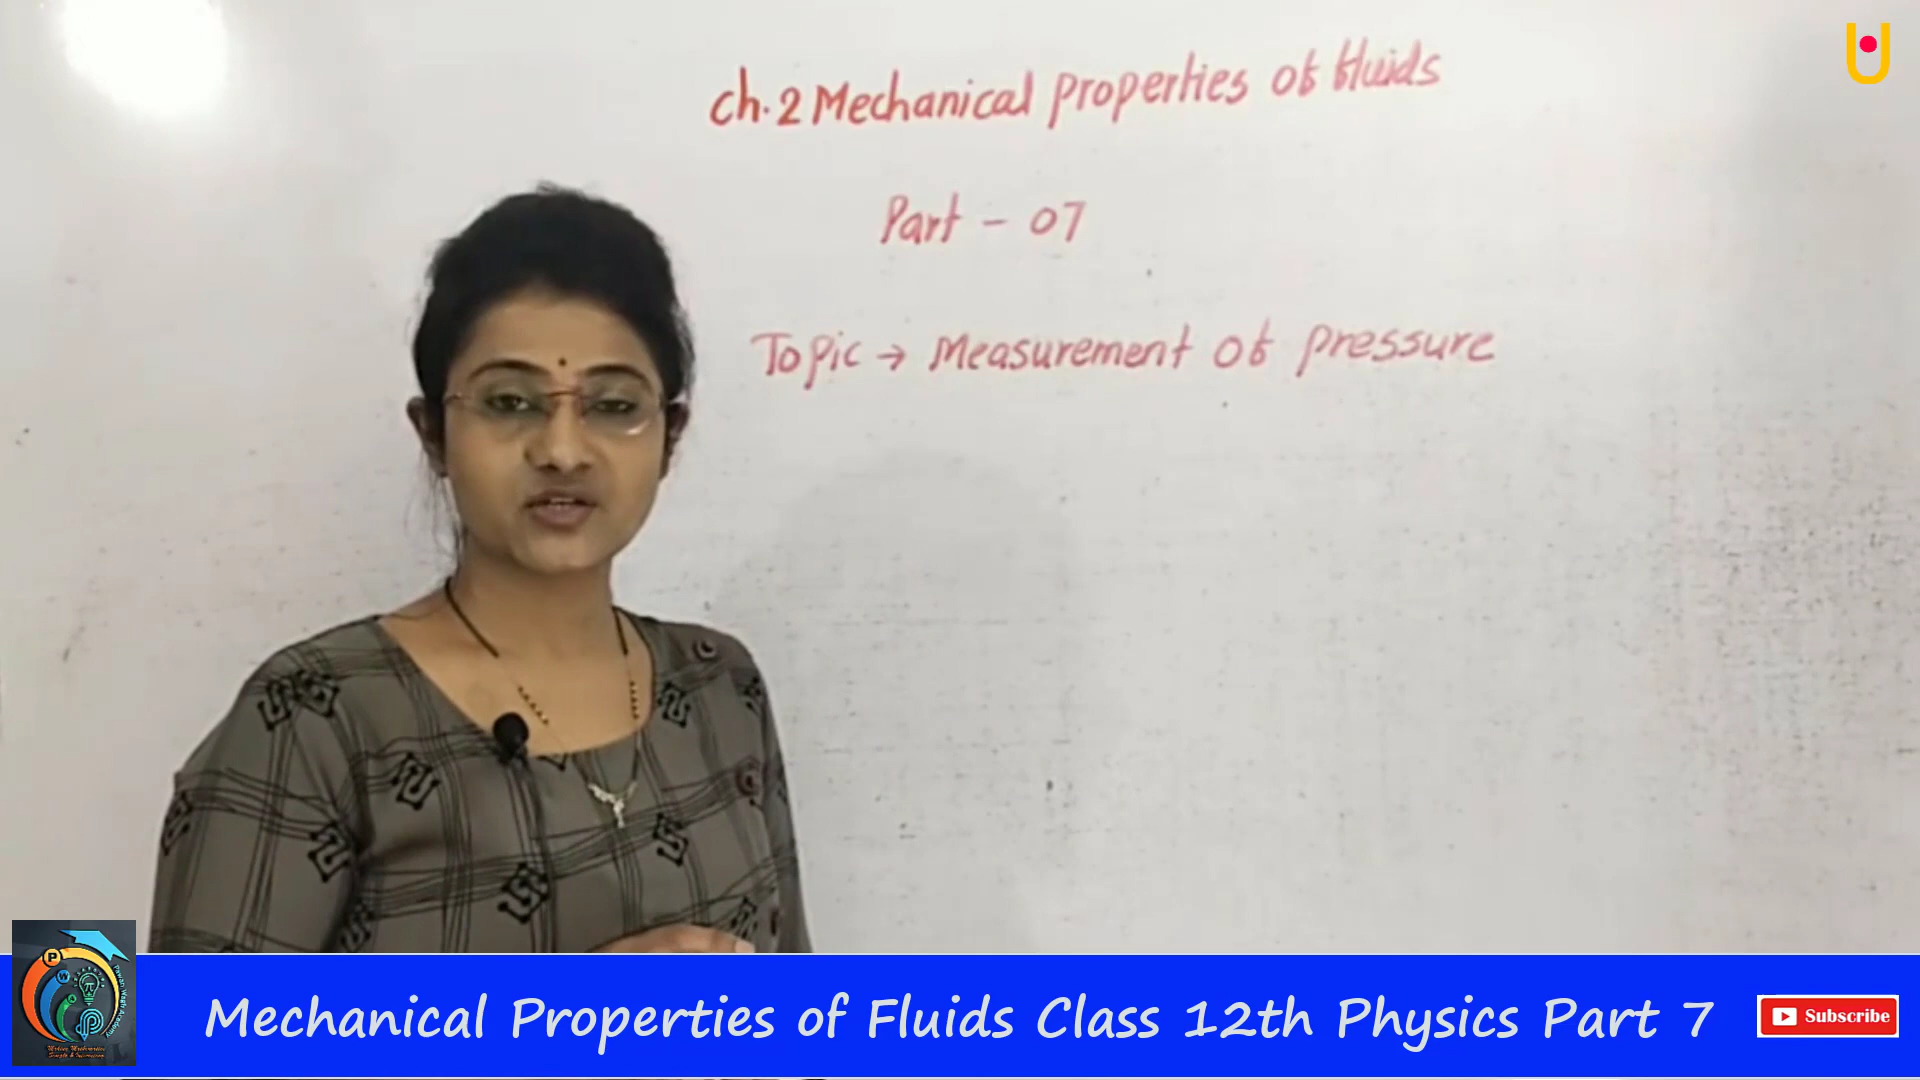 Ch.2 Mechanical properties of fluids
Part - 07
Topic → Measurement of pressure
Mechanical Properties of Fluids Class 12th Physics Part 7
Subscribe